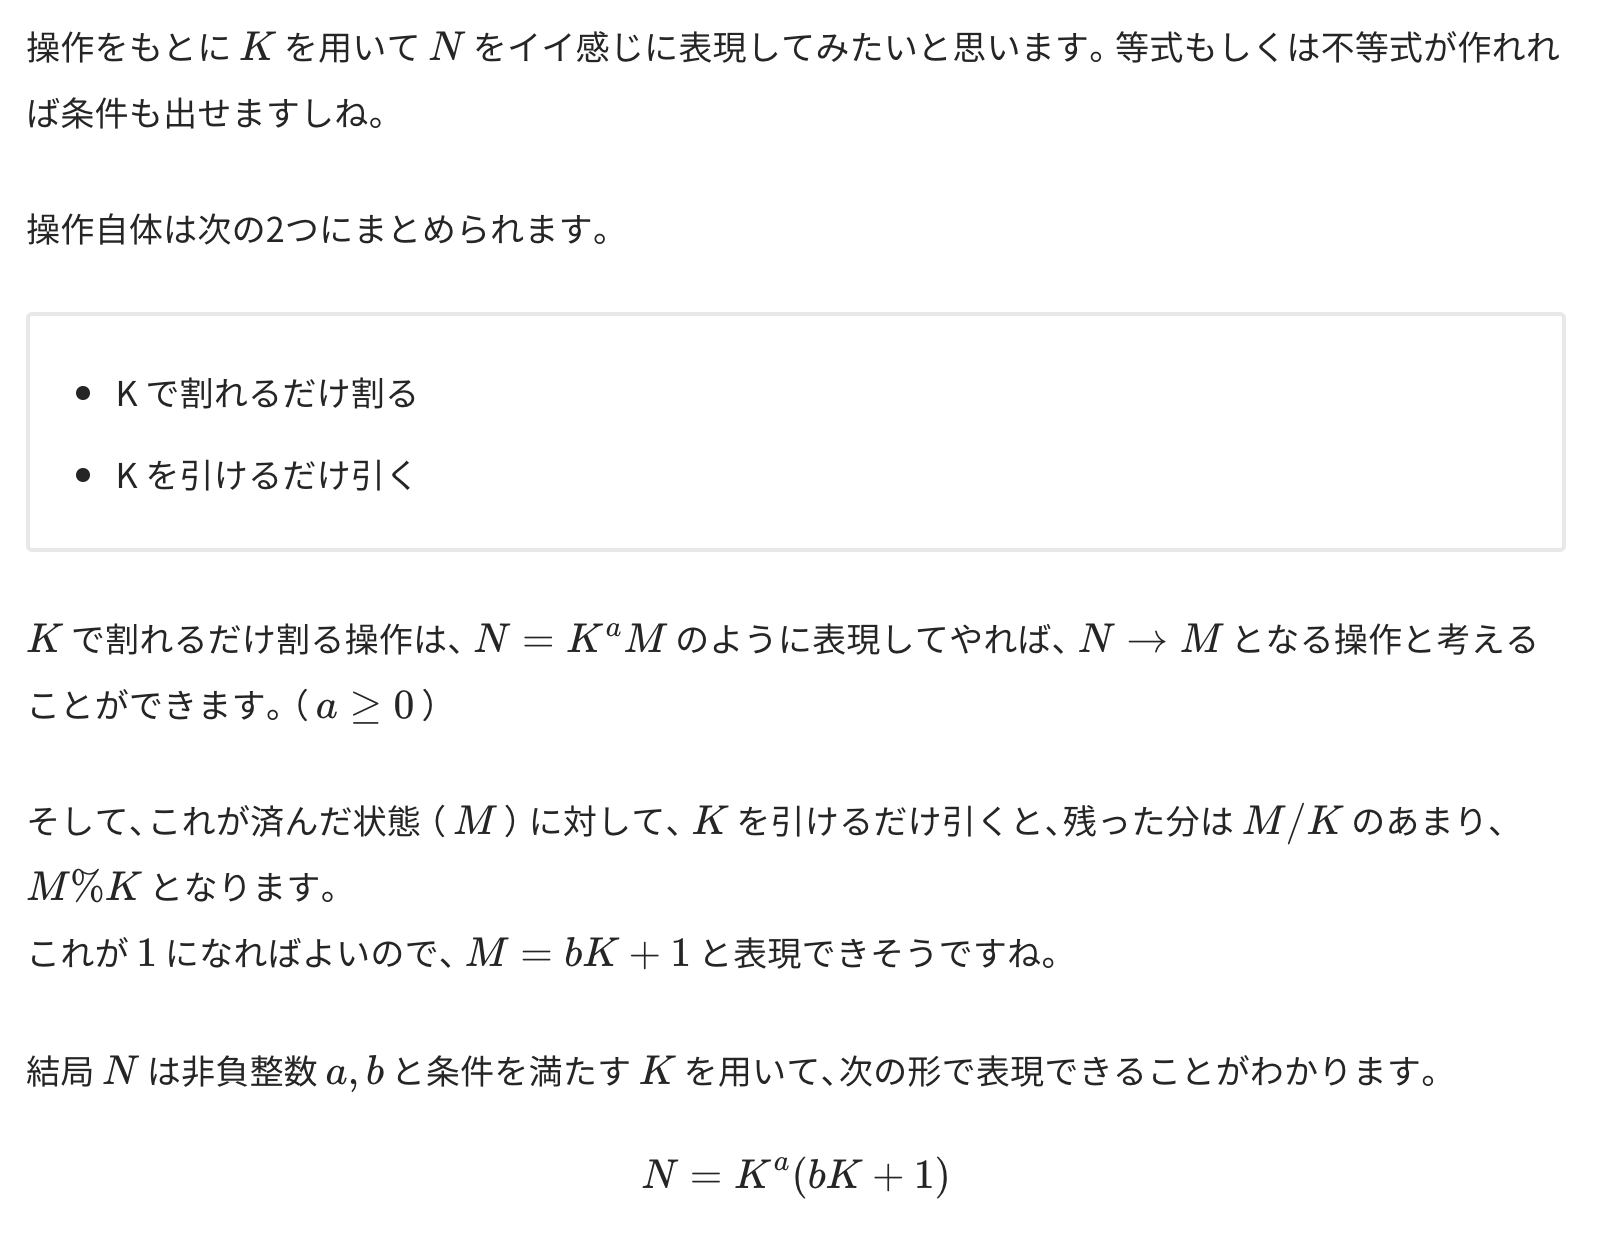 操作をもとに K を用いて N をイイ感じに表現してみたいと思います。等式もしくは不等式が作れれ
ば条件も出せますしね。
操作自体は次の2つにまとめられます。
• K で割れるだけ割る
• K を引けるだけ引く
K で割れるだけ割る操作は、N = K^a M のように表現してやれば、N → M となる操作と考える
ことができます。( a ≥ 0 )
そして、これが済んだ状態 ( M ) に対して、K を引けるだけ引くと、残った分は M/K のあまり、
M%K となります。
これが 1 になればよいので、M = bK + 1 と表現できそうですね。
結局 N は非負整数 a, b と条件を満たす K を用いて、次の形で表現できることがわかります。
N = K^a(bK + 1)